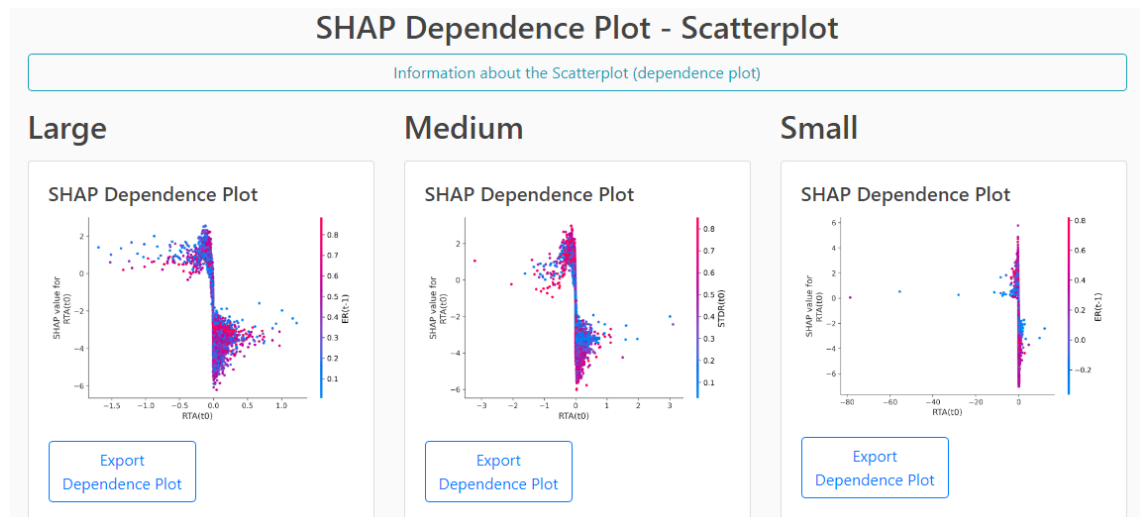 SHAP Dependence Plot - Scatterplot
Information about the Scatterplot (dependence plot)
Large
SHAP Dependence Plot
2
0
−2
−4
−6
SHAP value for
RTA(t0)
−1.5 −1.0 −0.5 0.0 0.5 1.0
RTA(t0)
0.8
0.7
0.6
0.5
0.4
0.3
0.2
0.1
ER(t-1)
Export
Dependence Plot
Medium
SHAP Dependence Plot
2
0
−2
−4
−6
SHAP value for
RTA(t0)
−3 −2 −1 0 1 2 3
RTA(t0)
0.8
0.7
0.6
0.5
0.4
0.3
0.2
0.1
STDR(t0)
Export
Dependence Plot
Small
SHAP Dependence Plot
6
4
2
0
−2
−4
−6
SHAP value for
RTA(t0)
−80 −60 −40 −20 0
RTA(t0)
0.8
0.6
0.4
0.2
0.0
−0.2
ER(t-1)
Export
Dependence Plot